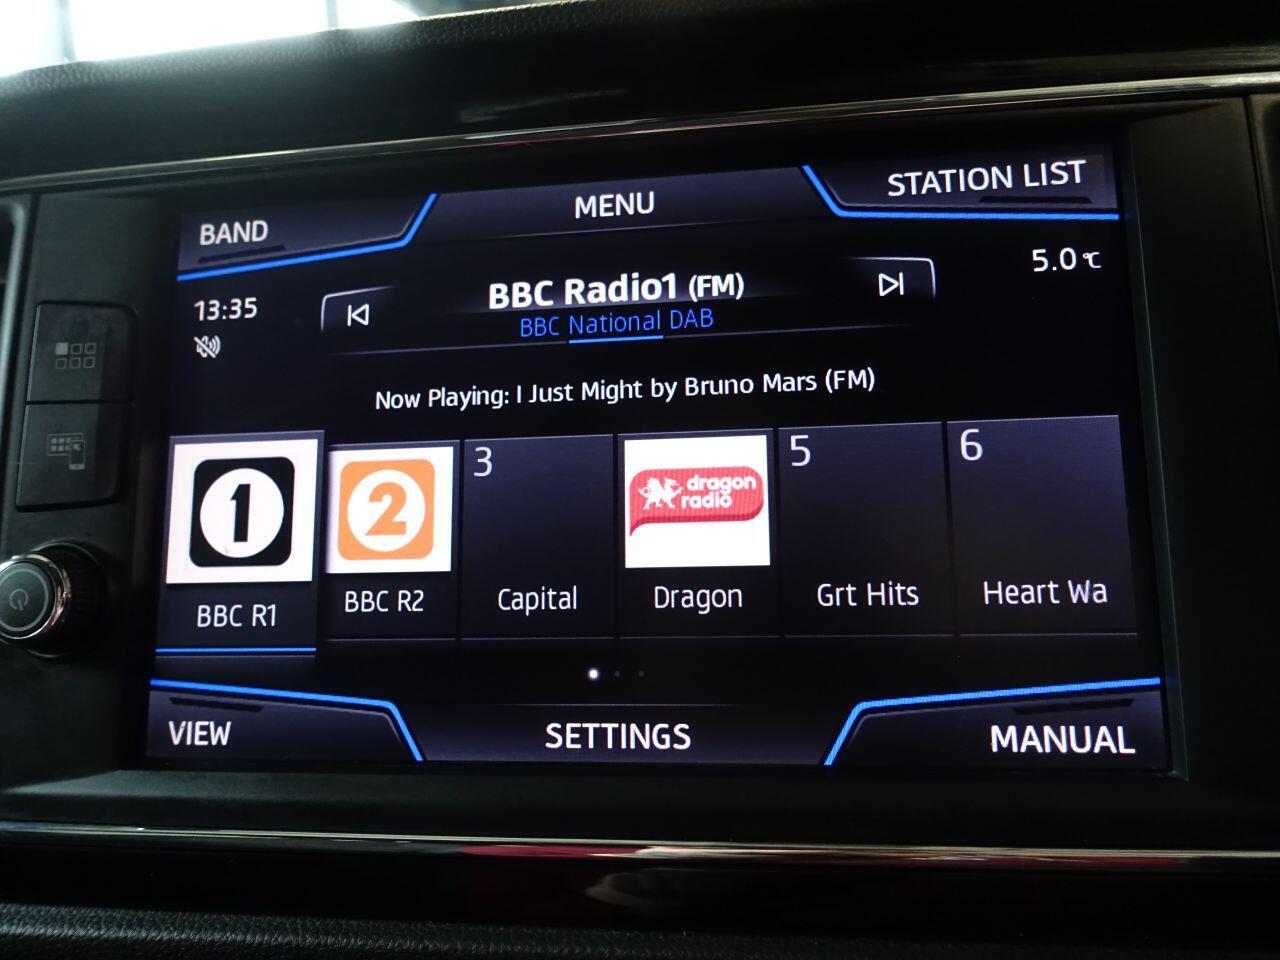 BAND
MENU
STATION LIST
13:35
BBC Radio1 (FM)
5.0 °C
BBC National DAB
Now Playing: I Just Might by Bruno Mars (FM)
1
2
3
dragon
radio
5
6
BBC R1
BBC R2
Capital
Dragon
Grt Hits
Heart Wa
VIEW
SETTINGS
MANUAL